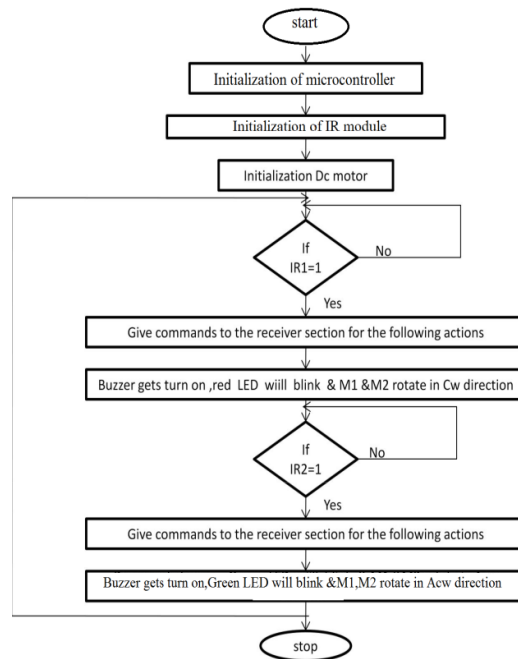 start
Initialization of microcontroller
Initialization of IR module
Initialization Dc motor
If
IR1=1
No
Yes
Give commands to the receiver section for the following actions
Buzzer gets turn on ,red LED wiill blink & M1 &M2 rotate in Cw direction
If
IR2=1
No
Yes
Give commands to the receiver section for the following actions
Buzzer gets turn on,Green LED will blink &M1,M2 rotate in Acw direction
stop